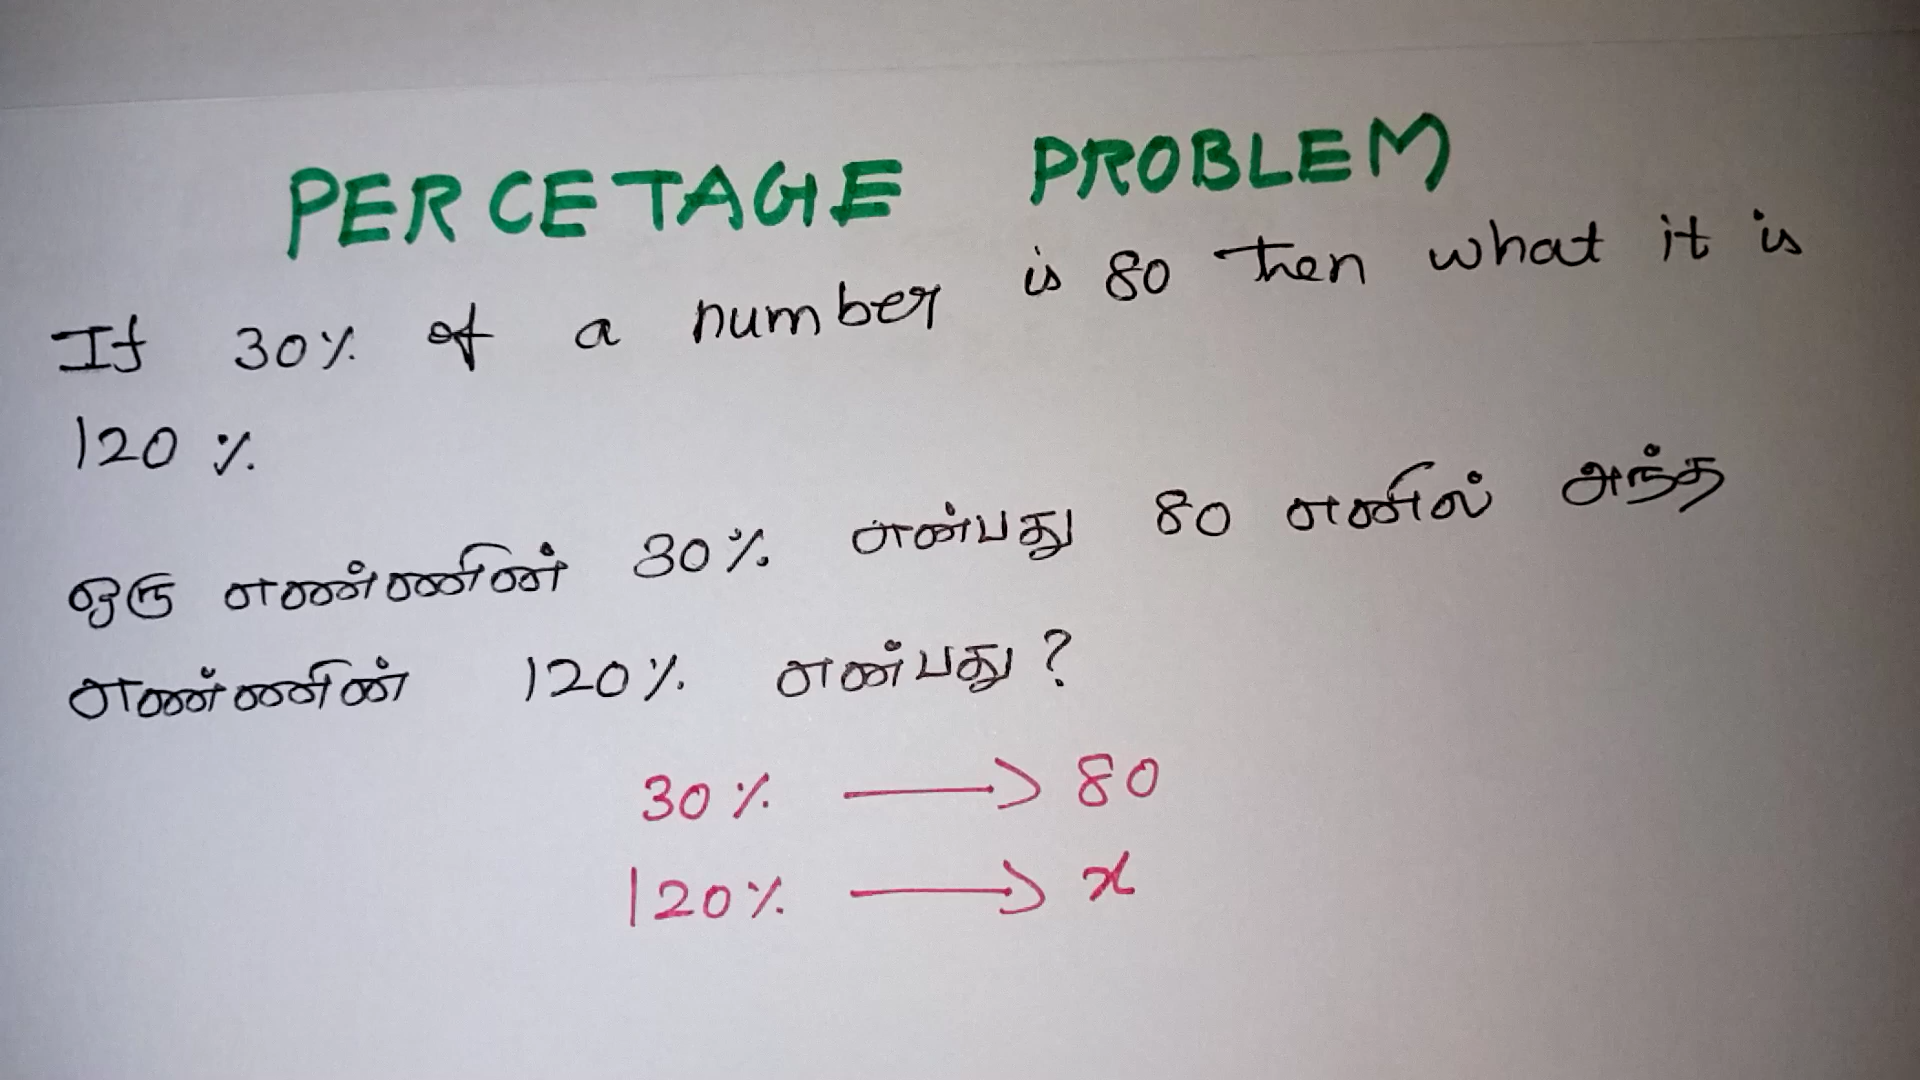 PERCETAGE PROBLEM
If 30% of a number is 80 then what it is
120 %
ஒரு எண்ணின் 30% என்பது 80 எனில் அந்த
எண்ணின் 120% என்பது ?
30% → 80
120% → x